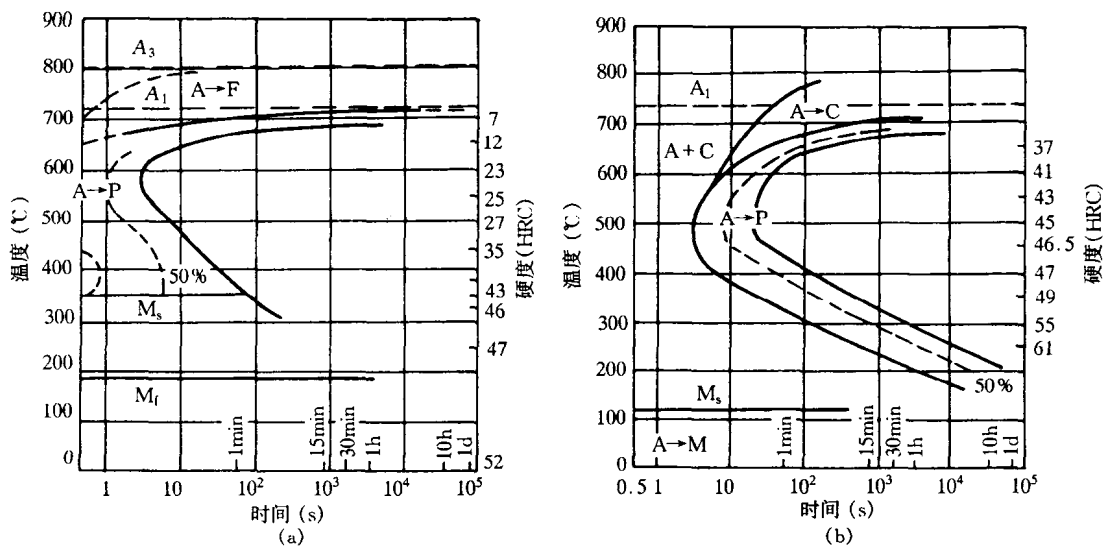 900
800
700
600
500
400
300
200
100
0
温度(℃)
A₃
A→F
A₁
A→P
50%
Mₛ
M_f
1min
15min
30min
1h
10h
1d
7
12
23
25
27
35
43
46
47
52
硬度(HRC)
1
10
10²
10³
10⁴
10⁵
时间(s)
(a)
900
800
700
600
500
400
300
200
100
0
温度(℃)
A₁
A→C
A+C
A→P
50%
Mₛ
A→M
1min
15min
30min
1h
10h
1d
37
41
43
45
46.5
47
49
55
61
硬度(HRC)
0.5
1
10
10²
10³
10⁴
10⁵
时间(s)
(b)